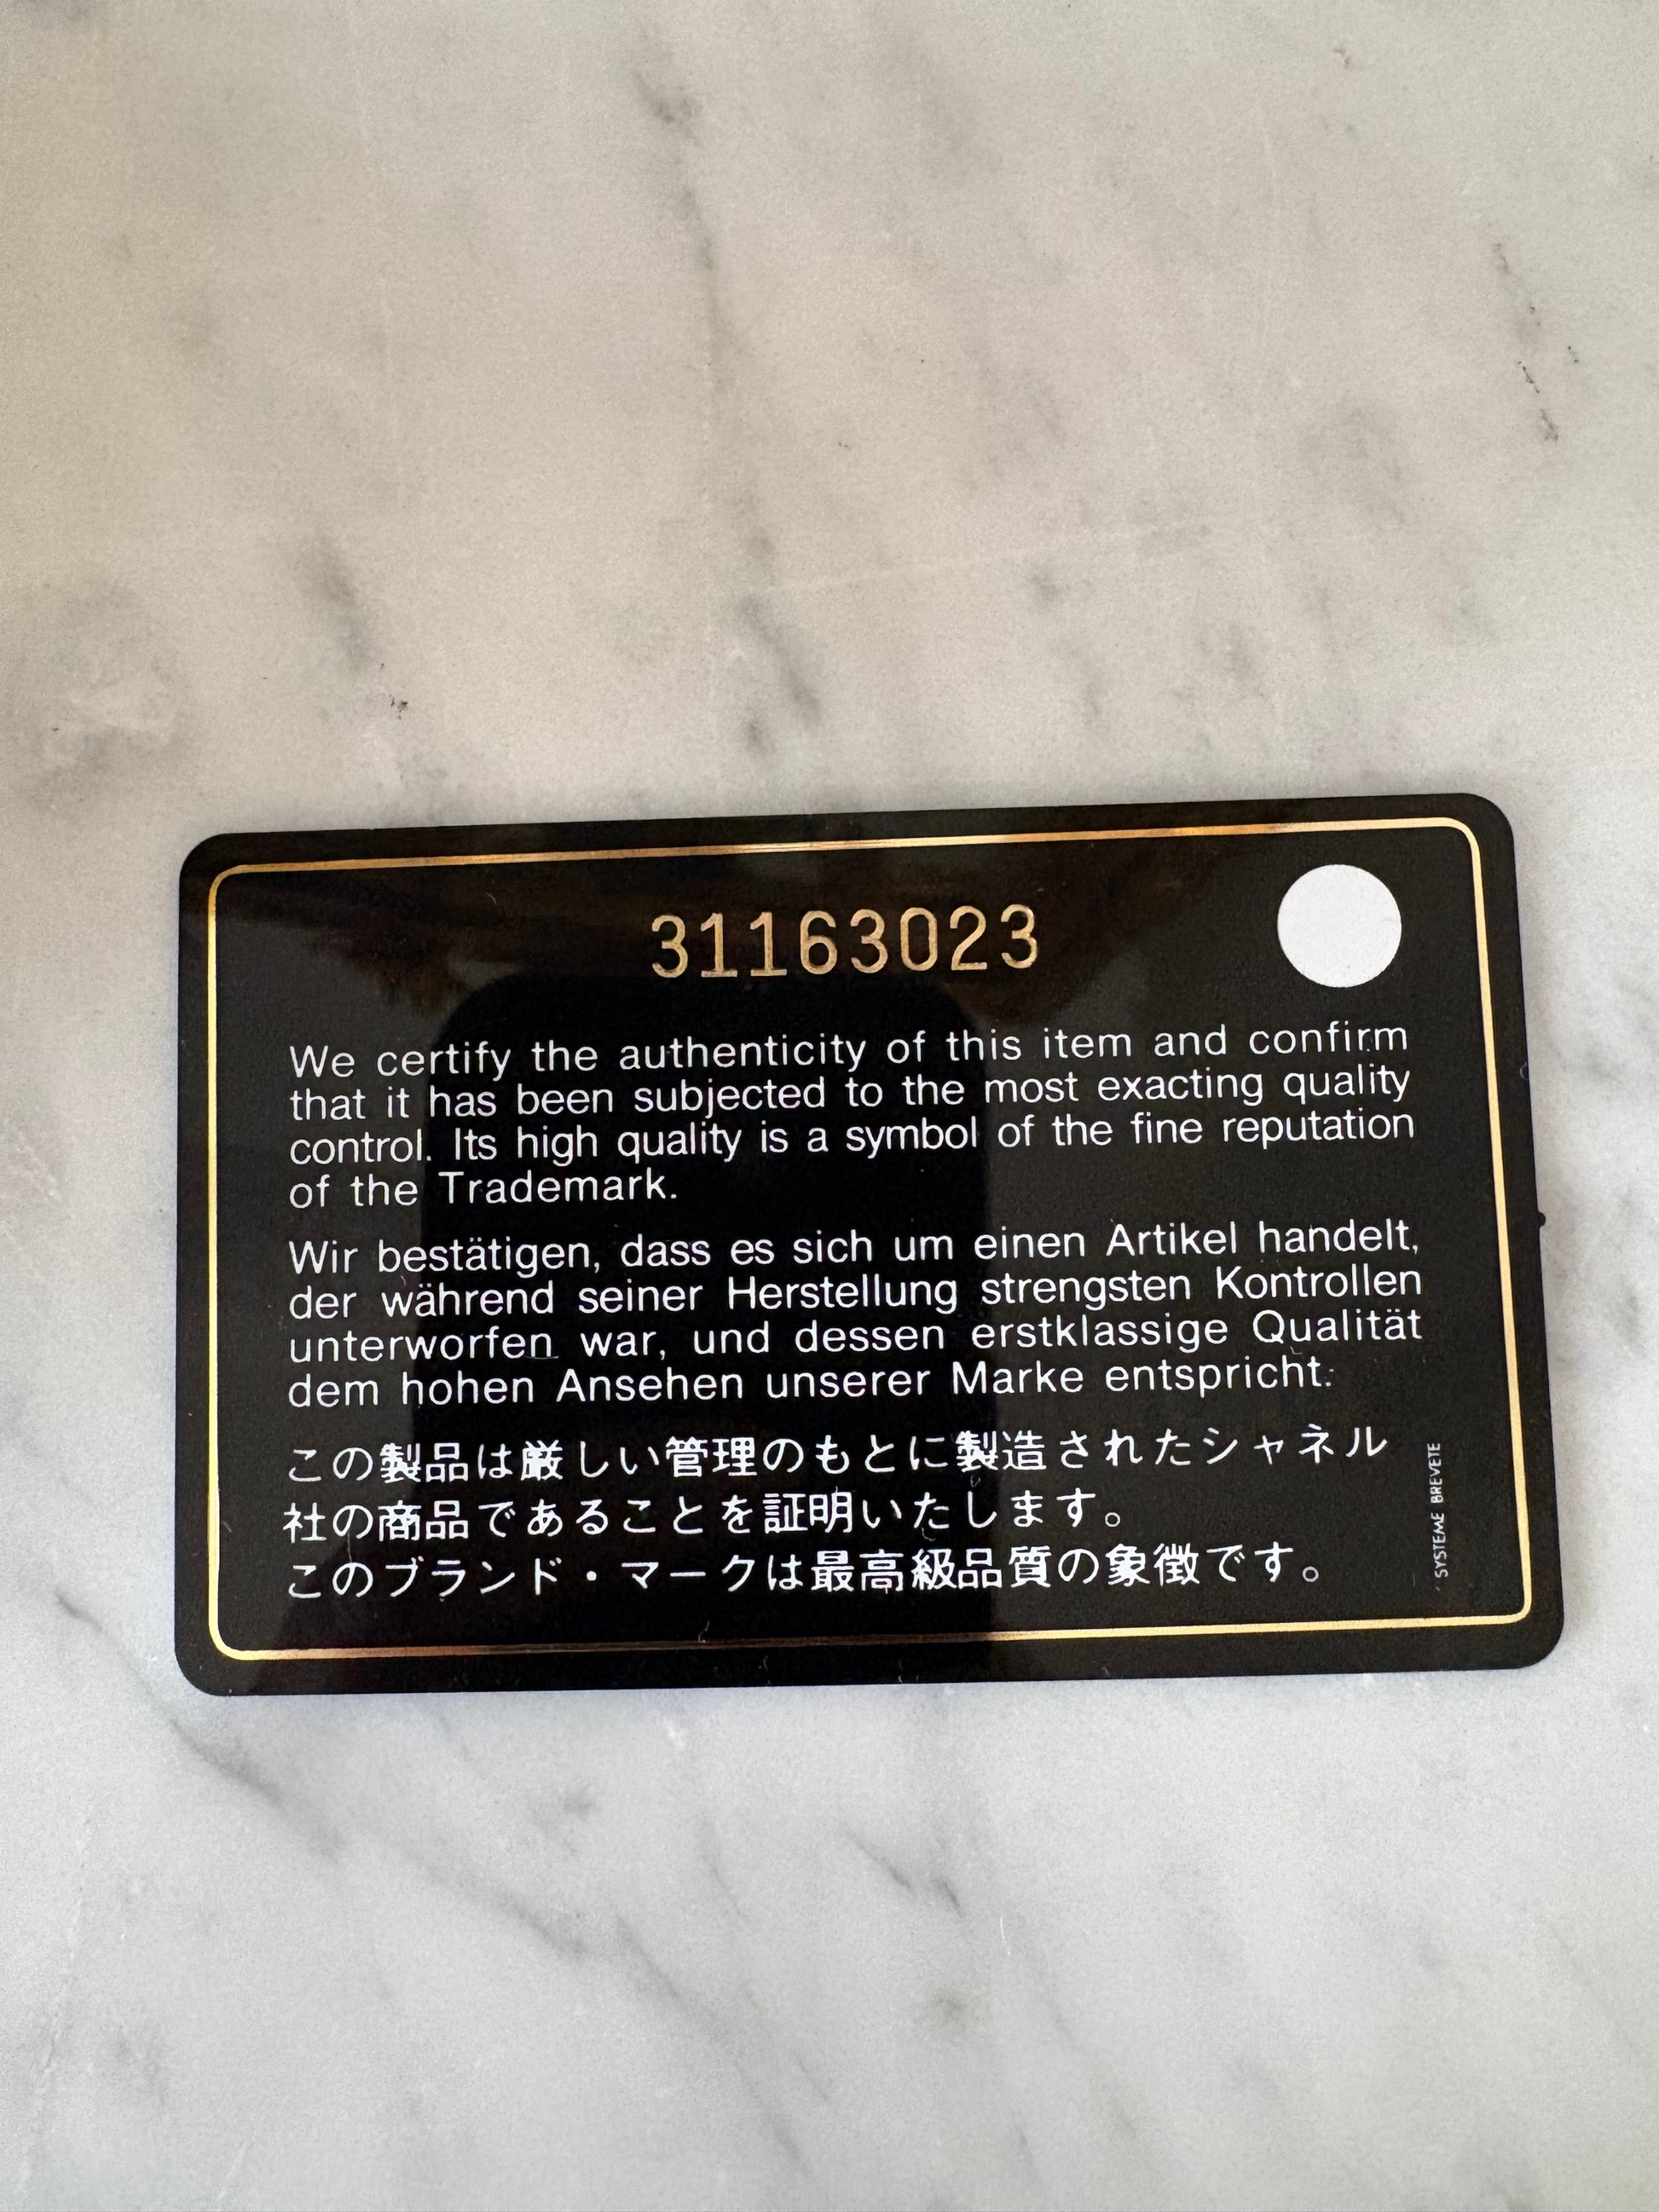 31163023
We certify the authenticity of this item and confirm
that it has been subjected to the most exacting quality
control. Its high quality is a symbol of the fine reputation
of the Trademark.
Wir bestätigen, dass es sich um einen Artikel handelt,
der während seiner Herstellung strengsten Kontrollen
unterworfen war, und dessen erstklassige Qualität
dem hohen Ansehen unserer Marke entspricht.
この製品は厳しい管理のもとに製造されたシャネル
社の商品であることを証明いたします。
このブランド・マークは最高級品質の象徴です。
SYSTEME BREVETE